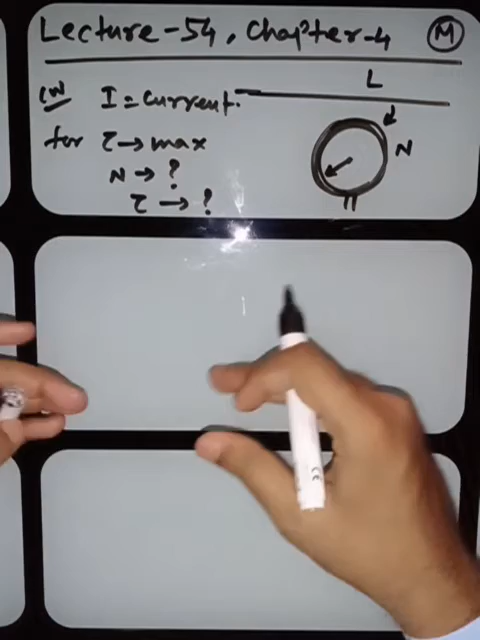 Lecture-54, Chapter-4 M
I = Current. L
for τ → max N
N → ?
τ → ?